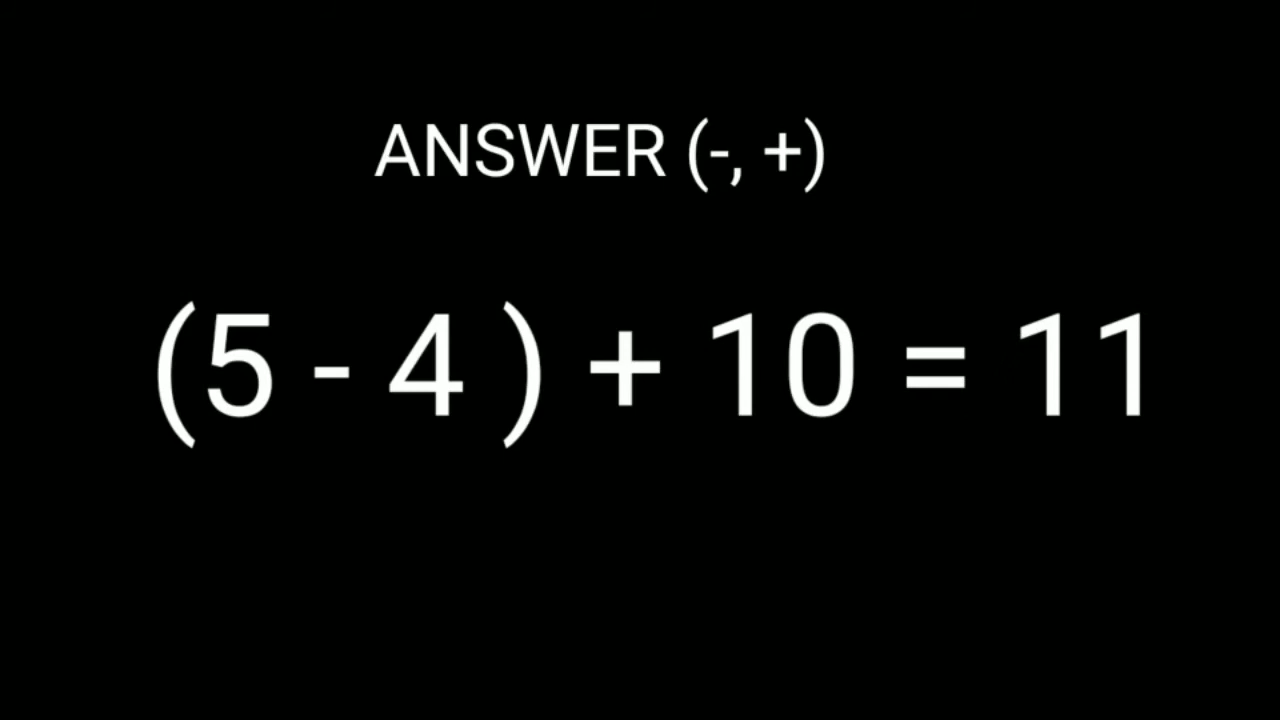 ANSWER (-, +)
(5 - 4 ) + 10 = 11